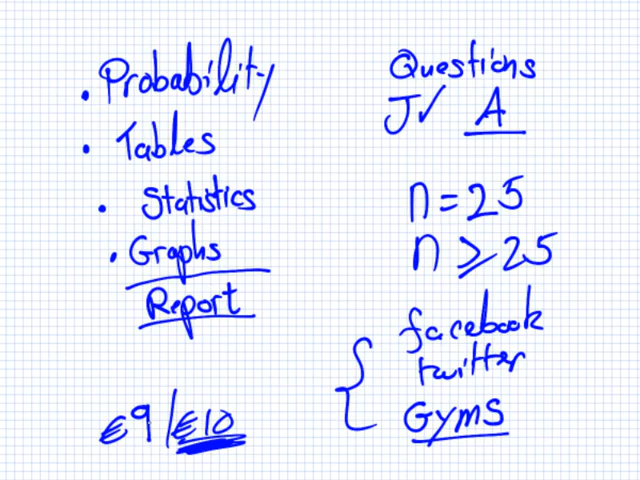 • Probability
• Tables
• Statistics
• Graphs
Report
€9/€10
Questions
J✓ A
n = 25
n ⩾ 25
facebook
twitter
Gyms